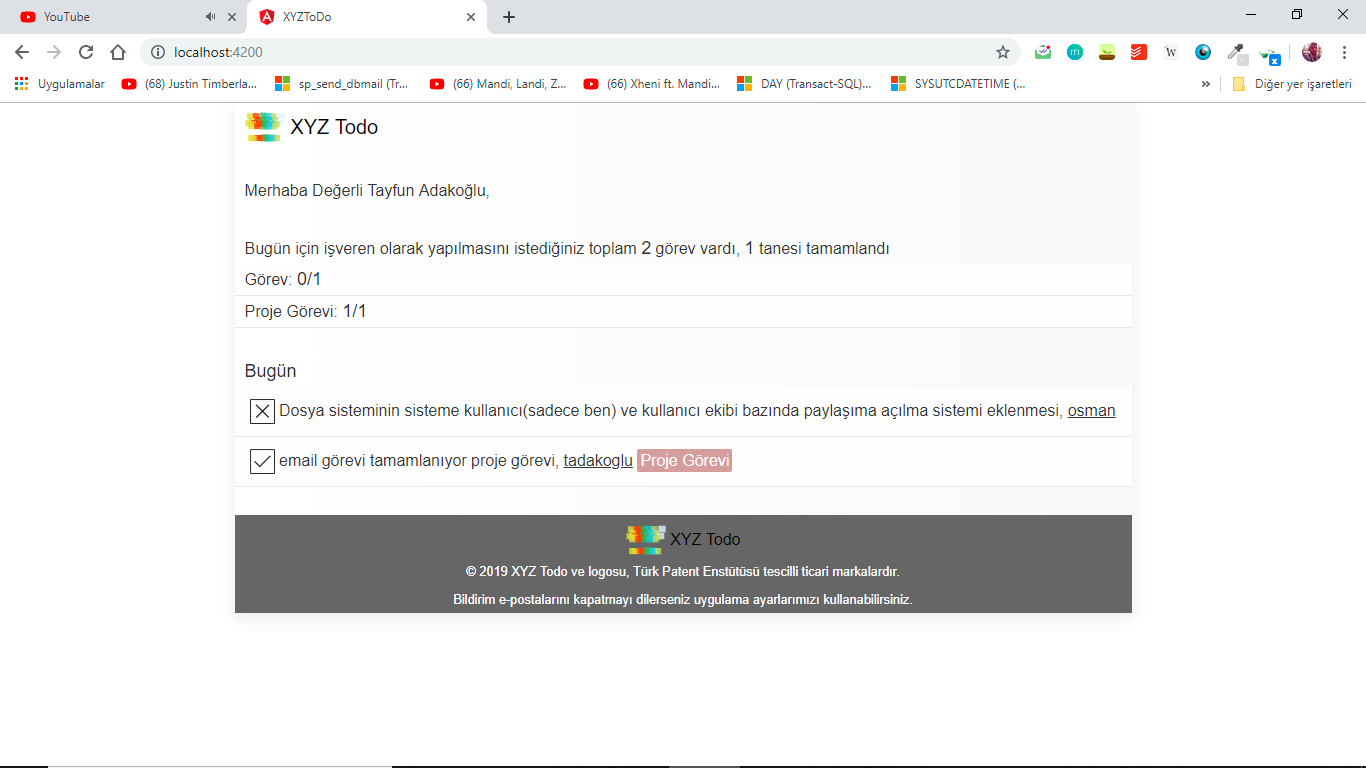 YouTube
XYZToDo
localhost:4200
Uygulamalar
(68) Justin Timberla...
sp_send_dbmail (Tr...
(66) Mandi, Landi, Z...
(66) Xheni ft. Mandi...
DAY (Transact-SQL)...
SYSUTCDATETIME (...
»
Diğer yer işaretleri
XYZ Todo
Merhaba Değerli Tayfun Adakoğlu,
Bugün için işveren olarak yapılmasını istediğiniz toplam 2 görev vardı, 1 tanesi tamamlandı
Görev: 0/1
Proje Görevi: 1/1
Bugün
Dosya sisteminin sisteme kullanıcı(sadece ben) ve kullanıcı ekibi bazında paylaşıma açılma sistemi eklenmesi, osman
email görevi tamamlanıyor proje görevi, tadakoglu Proje Görevi
XYZ Todo
© 2019 XYZ Todo ve logosu, Türk Patent Enstütüsü tescilli ticari markalardır.
Bildirim e-postalarını kapatmayı dilerseniz uygulama ayarlarımızı kullanabilirsiniz.